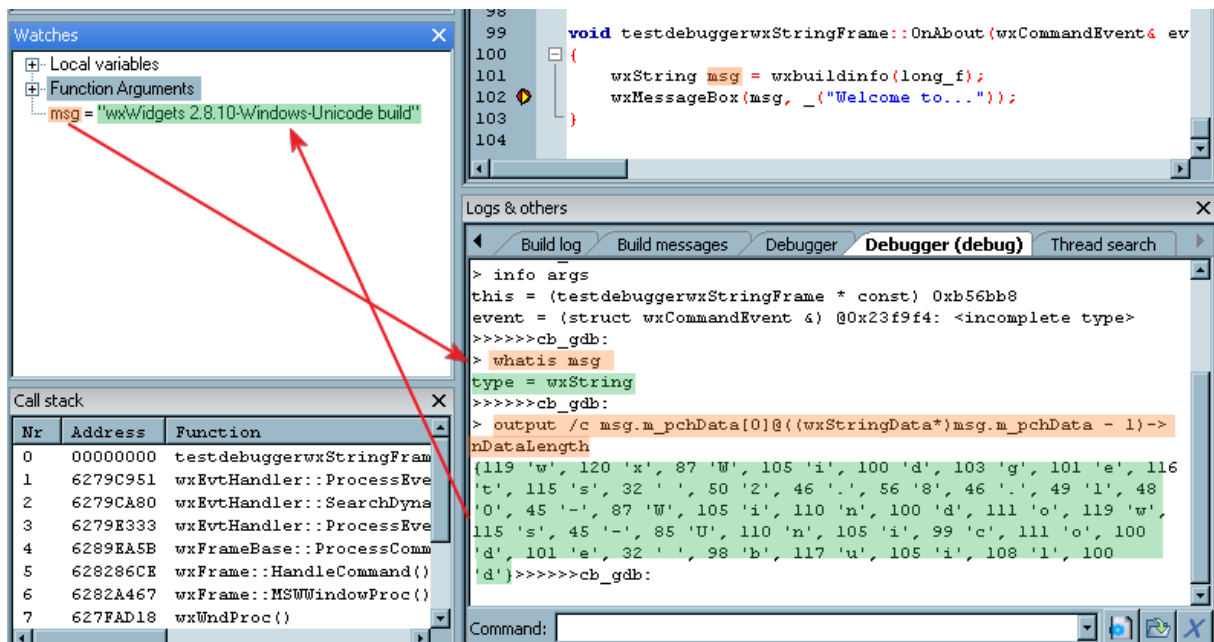 Watches
Local variables
Function Arguments
msg = "wxWidgets 2.8.10-Windows-Unicode build"
98
99 void testdebuggerwxStringFrame::OnAbout(wxCommandEvent& ev
100 {
101 wxString msg = wxbuildinfo(long_f);
102 wxMessageBox(msg, _("Welcome to..."));
103 }
104
Logs & others
Build log Build messages Debugger Debugger (debug) Thread search
> info args
this = (testdebuggerwxStringFrame * const) 0xb56bb8
event = (struct wxCommandEvent &) @0x23f9f4: <incomplete type>
>>>>>>cb_gdb:
> whatis msg
type = wxString
>>>>>>cb_gdb:
> output /c msg.m_pchData[0]@((wxStringData*)msg.m_pchData - 1)->
nDataLength
{119 'w', 120 'x', 87 'W', 105 'i', 100 'd', 103 'g', 101 'e', 116
't', 115 's', 32 ' ', 50 '2', 46 '.', 56 '8', 46 '.', 49 '1', 48
'0', 45 '-', 87 'W', 105 'i', 110 'n', 100 'd', 111 'o', 119 'w',
115 's', 45 '-', 85 'U', 110 'n', 105 'i', 99 'c', 111 'o', 100
'd', 101 'e', 32 ' ', 98 'b', 117 'u', 105 'i', 108 'l', 100
'd'}>>>>>>cb_gdb:
Command:
Call stack
Nr Address Function
0 00000000 testdebuggerwxStringFram
1 6279C951 wxEvtHandler::ProcessEve
2 6279CA80 wxEvtHandler::SearchDyna
3 6279E333 wxEvtHandler::ProcessEve
4 6289EA5B wxFrameBase::ProcessComm
5 628286CE wxFrame::HandleCommand()
6 6282A467 wxFrame::MSWWindowProc()
7 627FAD18 wxWndProc()